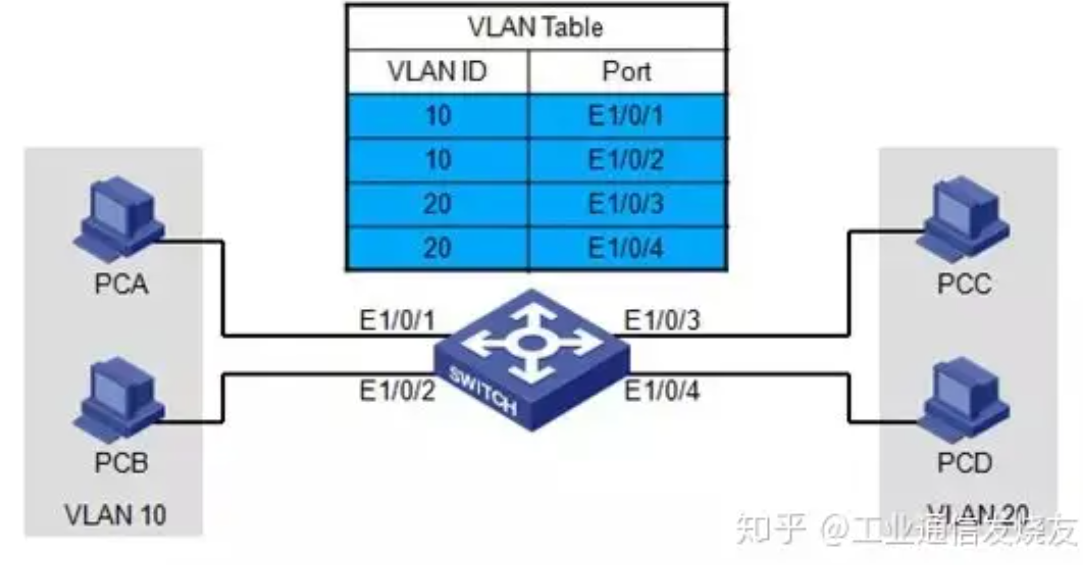 VLAN Table
VLAN ID Port
10 E1/0/1
10 E1/0/2
20 E1/0/3
20 E1/0/4
PCA
PCC
E1/0/1
E1/0/3
SWITCH
E1/0/2
E1/0/4
PCB
PCD
VLAN 10
VLAN 20
知乎 @工业通信发烧友